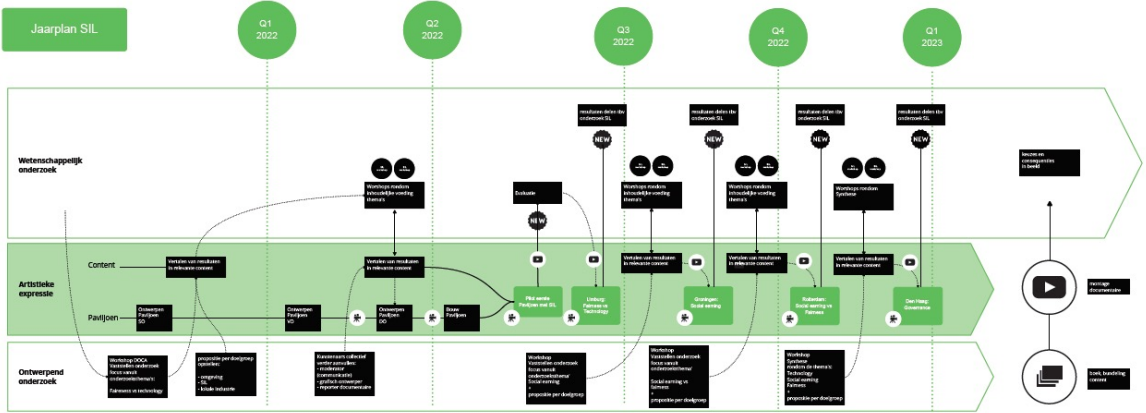 Jaarplan SIL
Q1
2022
Q2
2022
Q3
2022
Q4
2022
Q1
2023
resultaten delen tbv
onderzoek SIL
resultaten delen tbv
onderzoek SIL
resultaten delen tbv
onderzoek SIL
resultaten delen tbv
onderzoek SIL
NEW
NEW
NEW
NEW
Wetenschappelijk
onderzoek
keuzes en
consequenties
in beeld
Worhshops rondom
inhoudelijke voeding
thema's
Evaluatie
NEW
Worhshops rondom
inhoudelijke voeding
thema's
Worhshops rondom
inhoudelijke voeding
thema's
Worhshops rondom
Synthese
Content
Vertalen van resultaten
in relevante content
Vertalen van resultaten
in relevante content
Vertalen van resultaten
in relevante content
Vertalen van resultaten
in relevante content
Vertalen van resultaten
in relevante content
Artistieke
expressie
Paviljoen
Ontwerpen
Paviljoen
SO
Ontwerpen
Paviljoen
VO
Ontwerpen
Paviljoen
DO
Bouw
Paviljoen
Pilot eerste
Paviljoen met SIL
Limburg:
Fairness vs
Technology
Groningen:
Social earning
Rotterdam:
Social earning vs
Fairness
Den Haag:
Governance
montage
documentaire
Ontwerpend
onderzoek
Workshop DOCA
Vaststellen onderzoek
focus vanuit
onderzoeksthema's:
Fairness vs technology
propositie per doelgroep
opstellen:
- omgeving
- SIL
- lokale industrie
Kunstenaars collectief
verder aanvullen:
- moderator
(communicatie)
- grafisch ontwerper
- reporter documentaire
Workshop
Vaststellen onderzoek
focus vanuit
onderzoeksthema/
Social earning
+
propositie per doelgroep
Workshop
Vaststellen onderzoek
focus vanuit
onderzoeksthema/
Social earning vs
fairness
+
propositie per doelgroep
Workshop
Synthese
rondom de thema's:
Technology
Social earning
Fairness
+
propositie per doelgroep
boek, bundeling
content